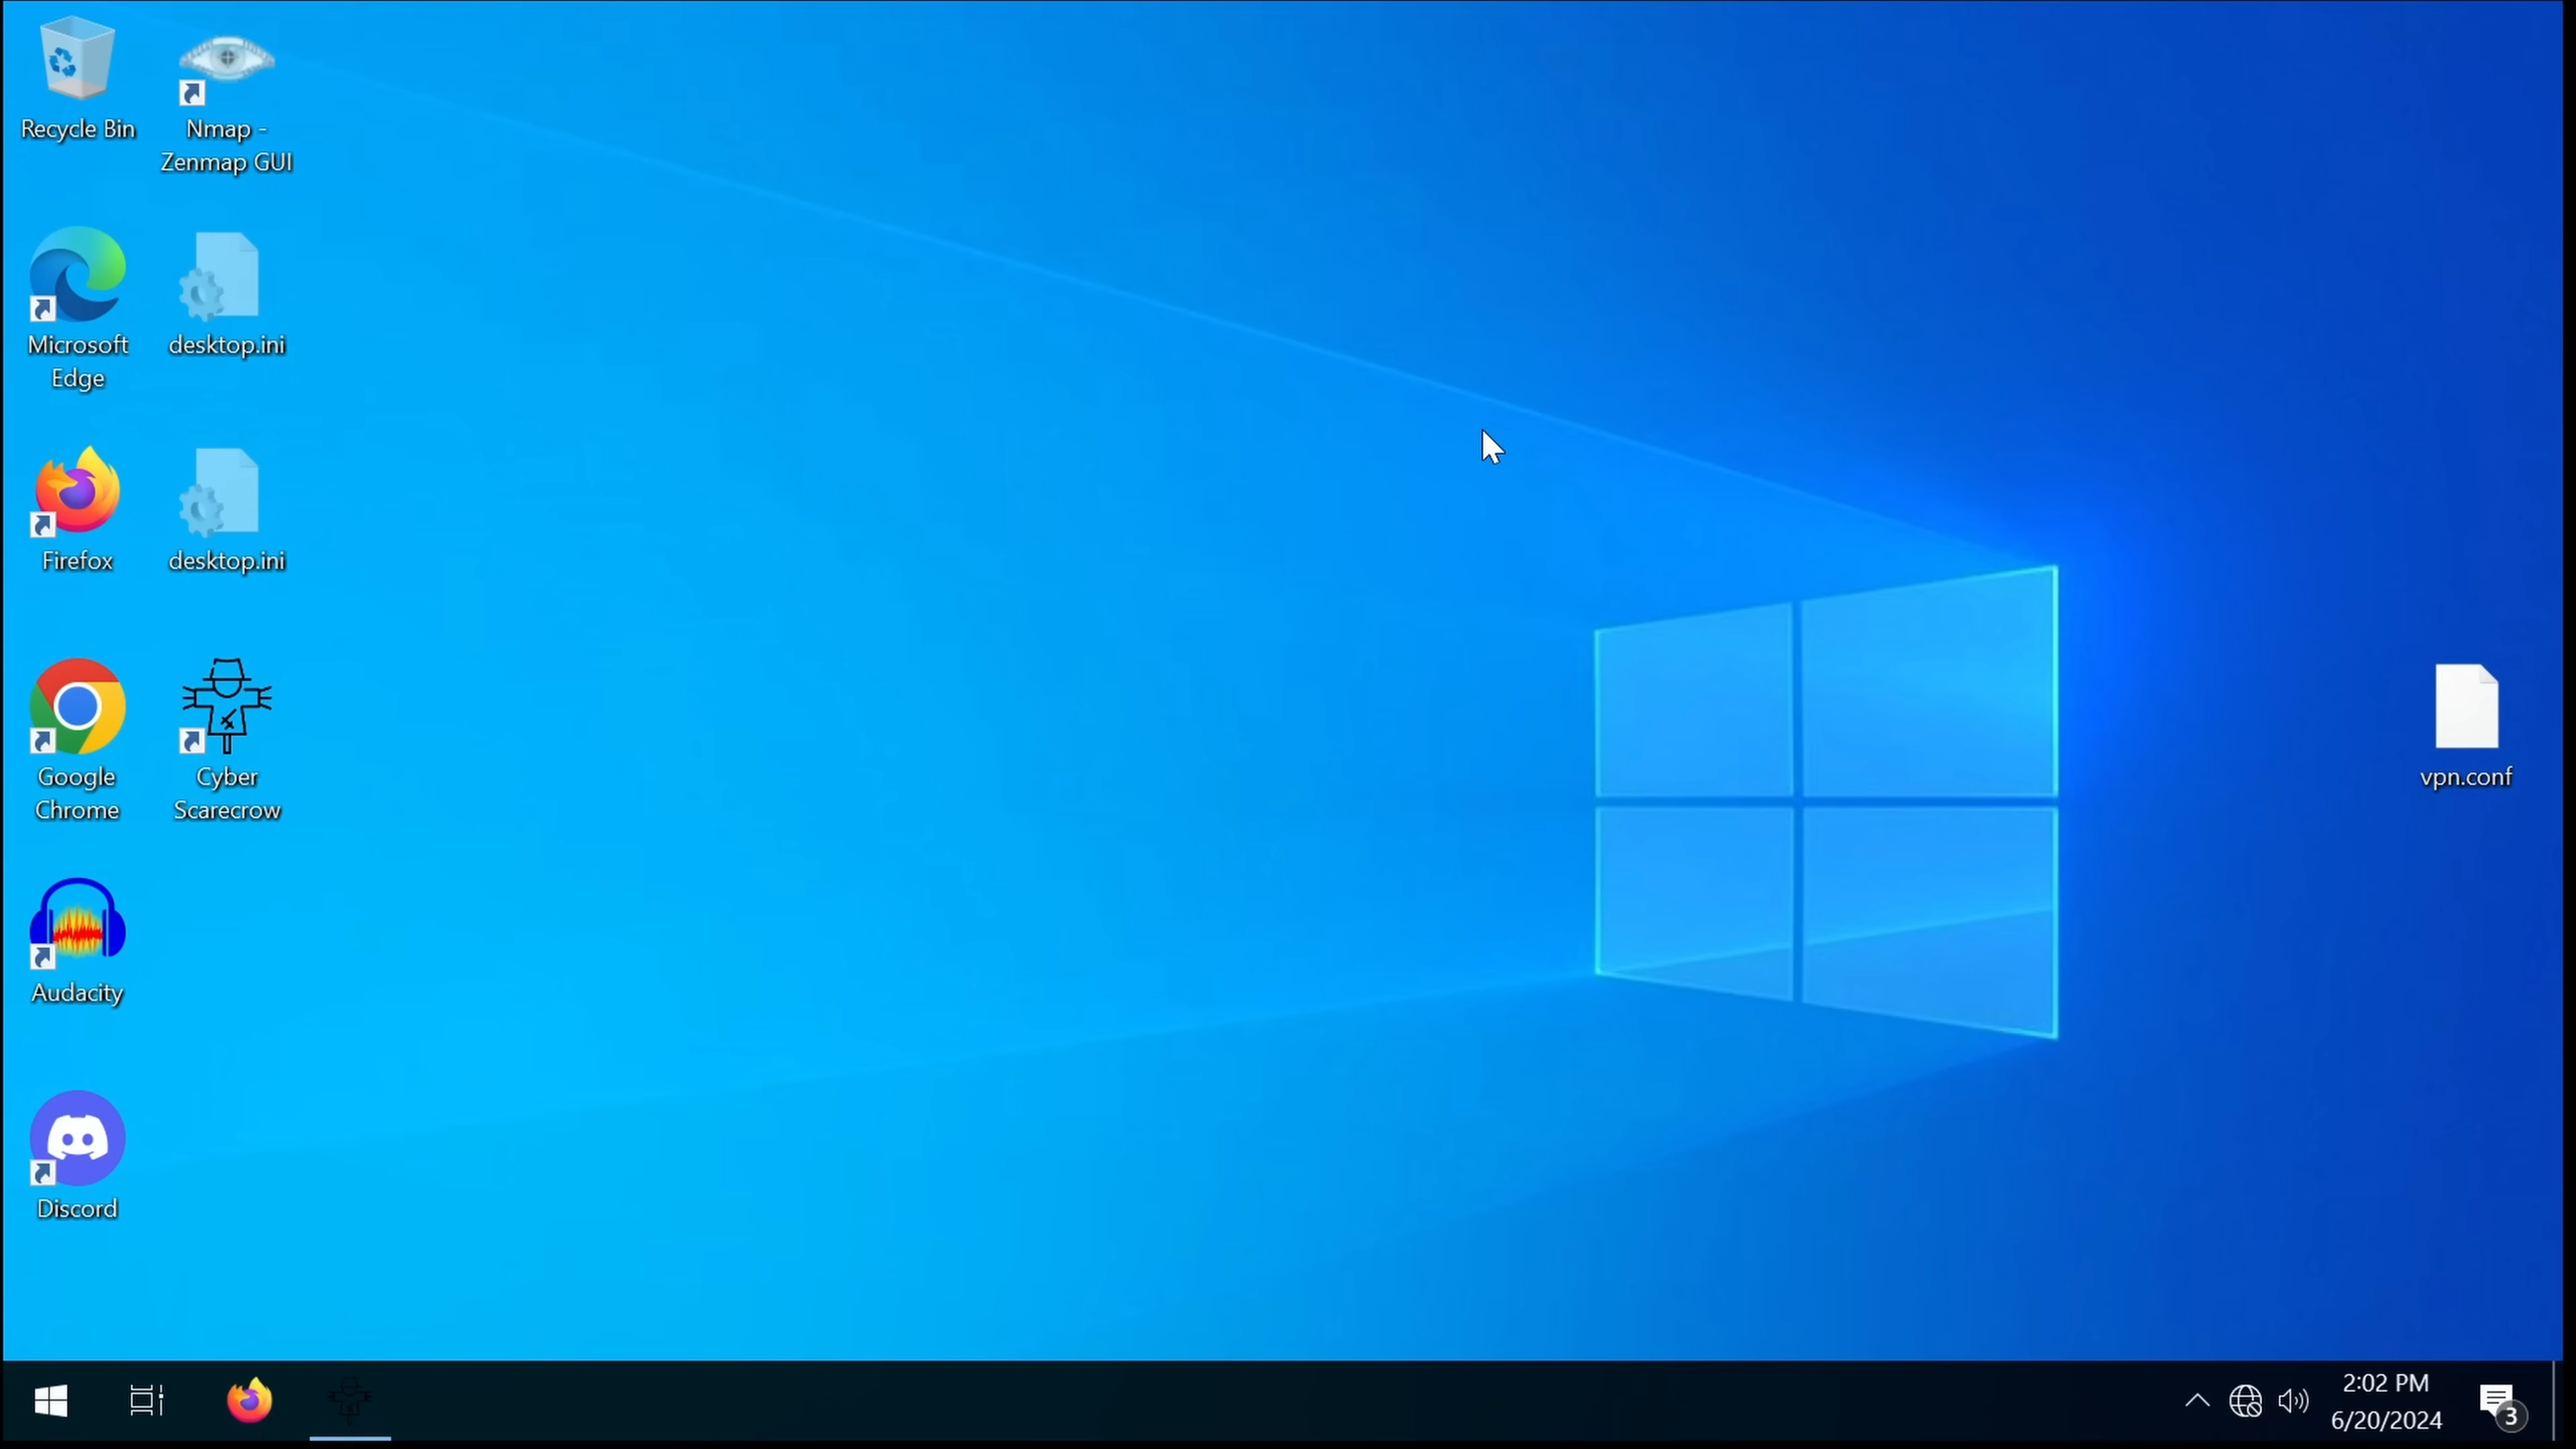 Recycle Bin
Nmap -
Zenmap GUI
Microsoft
Edge
desktop.ini
Firefox
desktop.ini
Google
Chrome
Cyber
Scarecrow
vpn.conf
Audacity
Discord
2:02 PM
6/20/2024
3